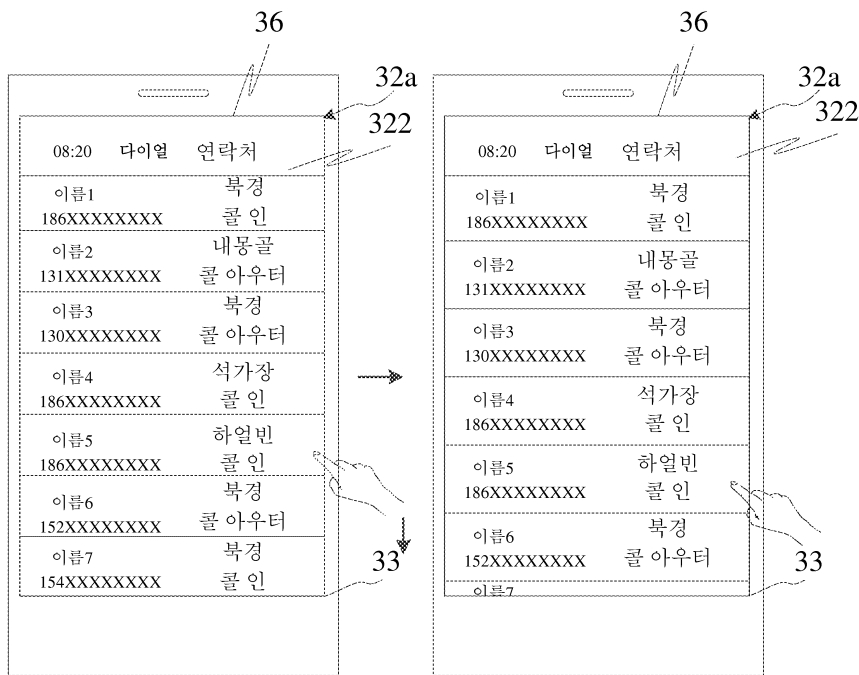 36
32a
322
08:20 다이얼 연락처
이름1 북경
186XXXXXXXX 콜 인
이름2 내몽골
131XXXXXXXX 콜 아우터
이름3 북경
130XXXXXXXX 콜 아우터
이름4 석가장
186XXXXXXXX 콜 인
이름5 하얼빈
186XXXXXXXX 콜 인
이름6 북경
152XXXXXXXX 콜 아우터
이름7 북경
154XXXXXXXX 콜 인
33
36
32a
322
08:20 다이얼 연락처
이름1 북경
186XXXXXXXX 콜 인
이름2 내몽골
131XXXXXXXX 콜 아우터
이름3 북경
130XXXXXXXX 콜 아우터
이름4 석가장
186XXXXXXXX 콜 인
이름5 하얼빈
186XXXXXXXX 콜 인
이름6 북경
152XXXXXXXX 콜 아우터
이름7
33